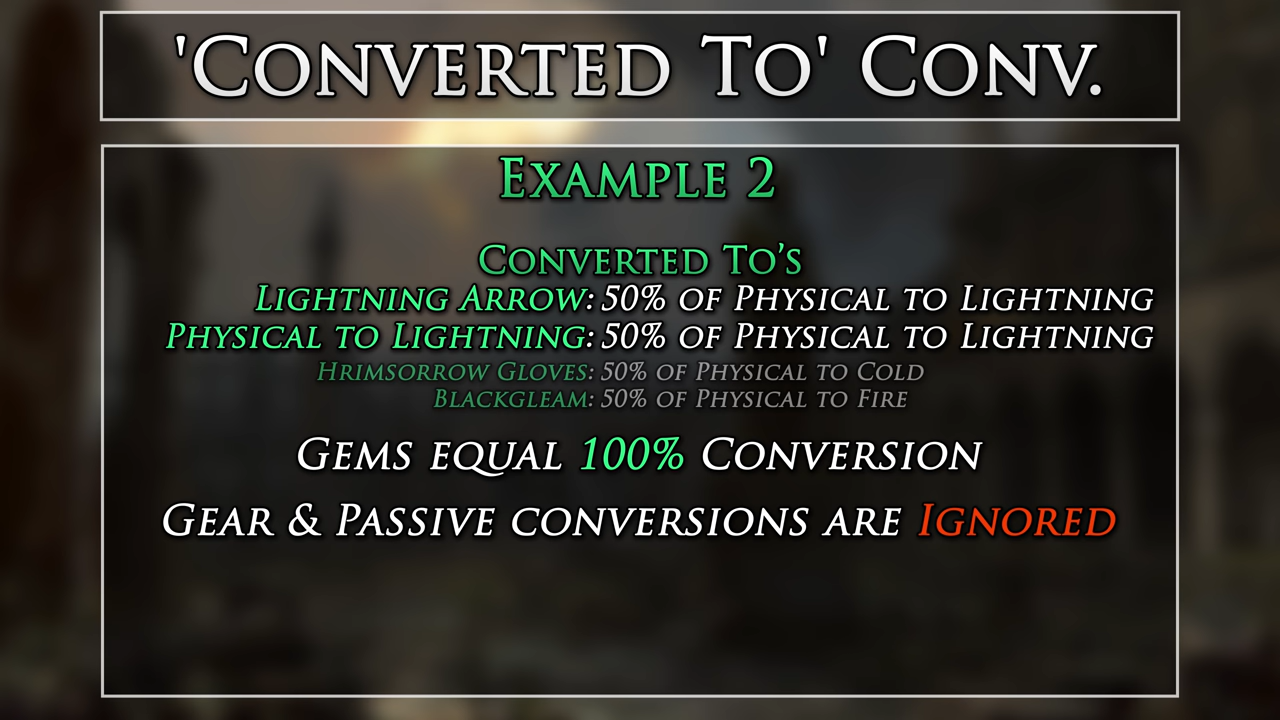 'Converted To' Conv.
Example 2
Converted To's
Lightning Arrow: 50% of Physical to Lightning
Physical to Lightning: 50% of Physical to Lightning
Hrimsorrow Gloves: 50% of Physical to Cold
Blackgleam: 50% of Physical to Fire
Gems equal 100% Conversion
Gear & Passive conversions are Ignored